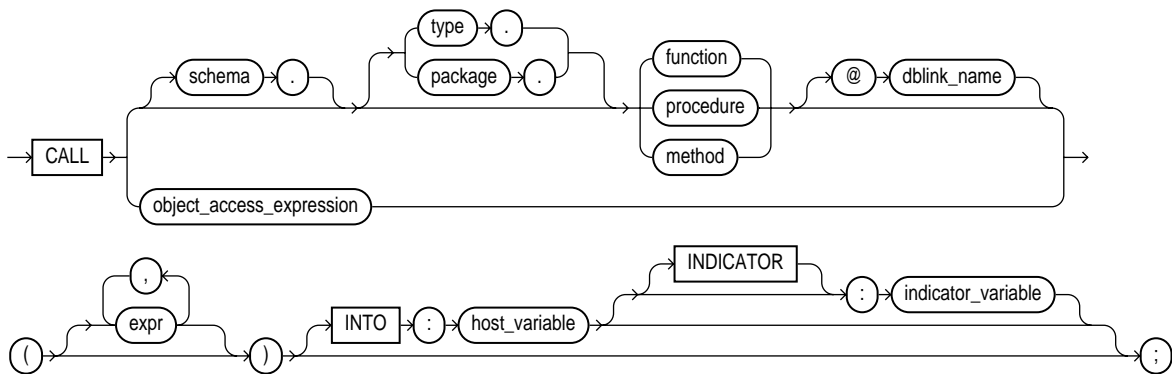 type .
schema . package . function @ dblink_name
procedure
CALL method
object_access_expression
, INDICATOR
expr INTO : host_variable : indicator_variable
( ) ;